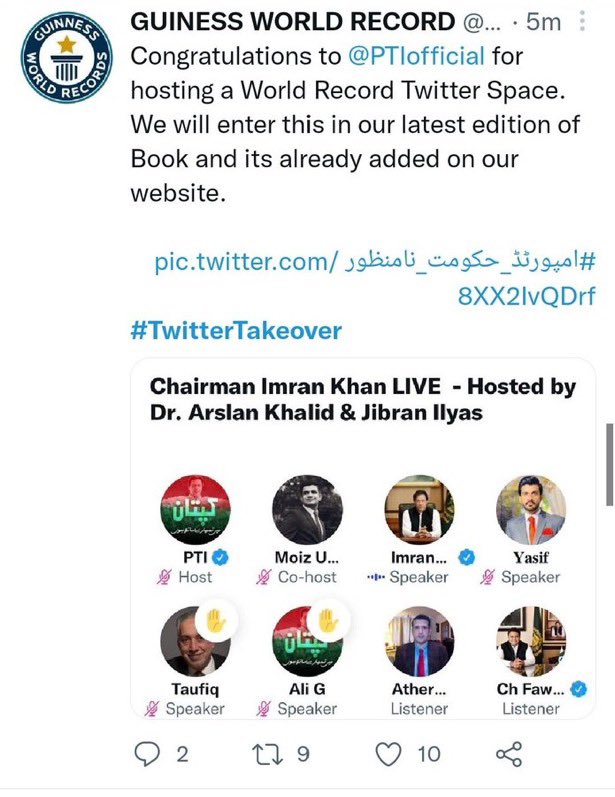 GUINNESS
WORLD RECORDS
GUINESS WORLD RECORD @... · 5m
Congratulations to @PTIofficial for
hosting a World Record Twitter Space.
We will enter this in our latest edition of
Book and its already added on our
website.
#امپورٹڈ_حکومت_نامنظور pic.twitter.com/
8XX2IvQDrf
#TwitterTakeover
Chairman Imran Khan LIVE - Hosted by
Dr. Arslan Khalid & Jibran Ilyas
کپتان
PTI Moiz U... Imran... Yasif
Host Co-host Speaker Speaker
Taufiq Ali G Ather... Ch Faw...
Speaker Speaker Listener Listener
2 9 10